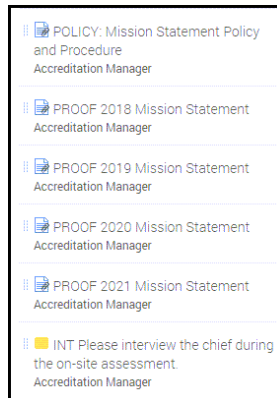 POLICY: Mission Statement Policy
and Procedure
Accreditation Manager
PROOF 2018 Mission Statement
Accreditation Manager
PROOF 2019 Mission Statement
Accreditation Manager
PROOF 2020 Mission Statement
Accreditation Manager
PROOF 2021 Mission Statement
Accreditation Manager
INT Please interview the chief during
the on-site assessment.
Accreditation Manager